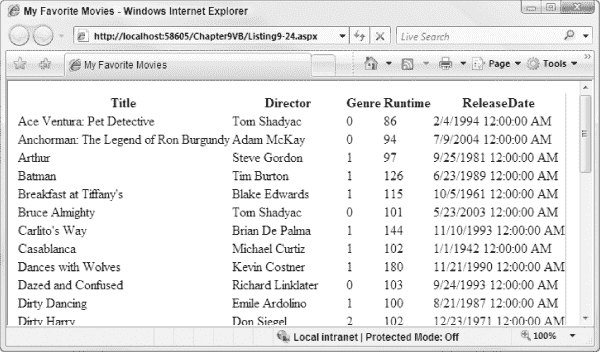 My Favorite Movies - Windows Internet Explorer
http://localhost:58605/Chapter9VB/Listing9-24.aspx Live Search
My Favorite Movies Page Tools
Title Director Genre Runtime ReleaseDate
Ace Ventura: Pet Detective Tom Shadyac 0 86 2/4/1994 12:00:00 AM
Anchorman: The Legend of Ron Burgundy Adam McKay 0 94 7/9/2004 12:00:00 AM
Arthur Steve Gordon 1 97 9/25/1981 12:00:00 AM
Batman Tim Burton 1 126 6/23/1989 12:00:00 AM
Breakfast at Tiffany's Blake Edwards 1 115 10/5/1961 12:00:00 AM
Bruce Almighty Tom Shadyac 0 101 5/23/2003 12:00:00 AM
Carlito's Way Brian De Palma 1 144 11/10/1993 12:00:00 AM
Casablanca Michael Curtiz 1 102 1/1/1942 12:00:00 AM
Dances with Wolves Kevin Costner 1 180 11/21/1990 12:00:00 AM
Dazed and Confused Richard Linklater 0 103 9/24/1993 12:00:00 AM
Dirty Dancing Emile Ardolino 1 100 8/21/1987 12:00:00 AM
Dirty Harry Don Siegel 2 102 12/23/1971 12:00:00 AM
Local intranet | Protected Mode: Off 100%